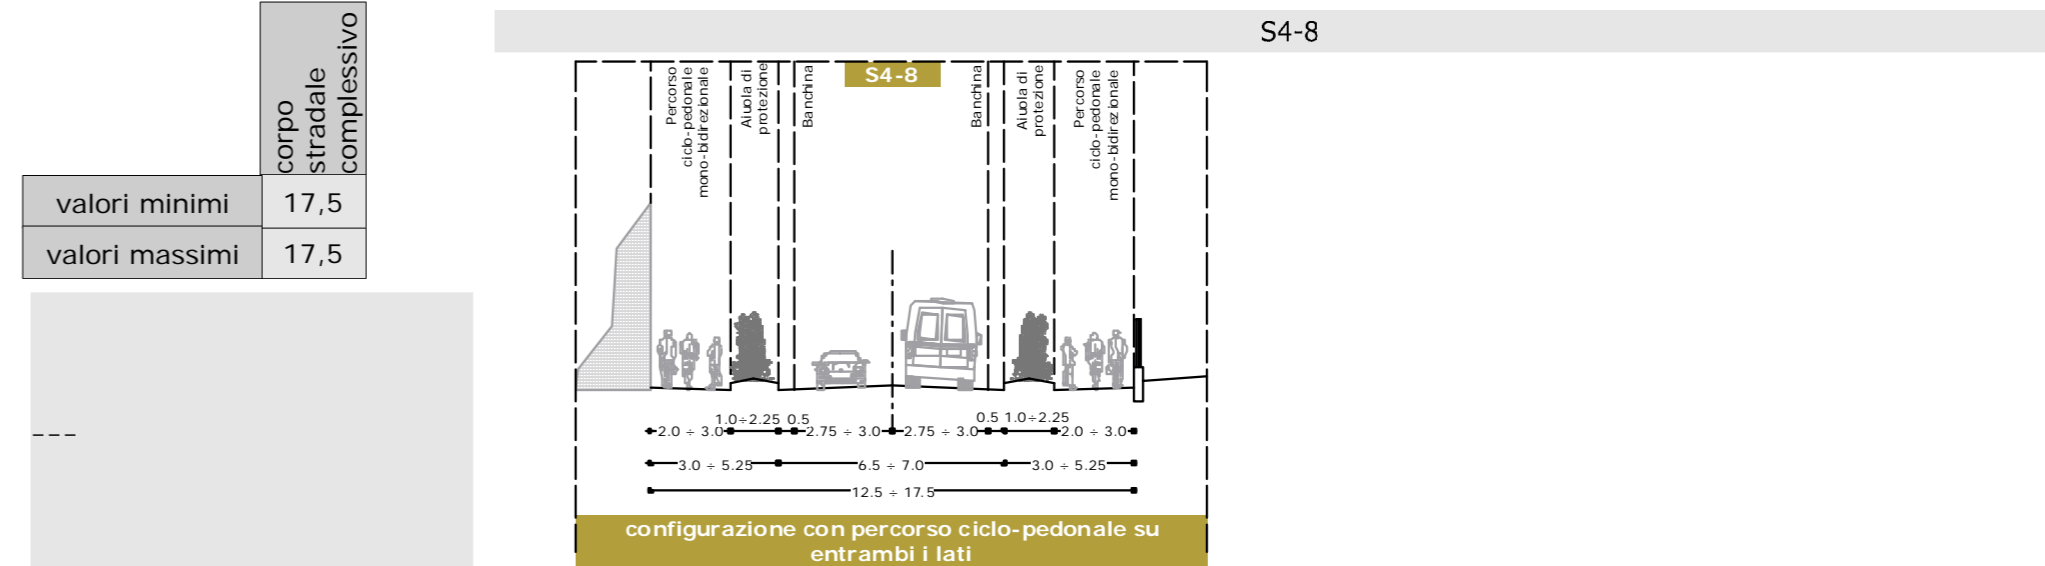 corpo
stradale
complessivo
valori minimi 17,5
valori massimi 17,5
---
S4-8
S4-8
Percorso
ciclo-pedonale
mono-bidirezionale
Aiuola di
protezione
Banchina
Banchina
Aiuola di
protezione
Percorso
ciclo-pedonale
mono-bidirezionale
1.0÷2.25 0.5 0.5 1.0÷2.25
2.0 ÷ 3.0 2.75 ÷ 3.0 2.75 ÷ 3.0 2.0 ÷ 3.0
3.0 ÷ 5.25 6.5 ÷ 7.0 3.0 ÷ 5.25
12.5 ÷ 17.5
configurazione con percorso ciclo-pedonale su
entrambi i lati